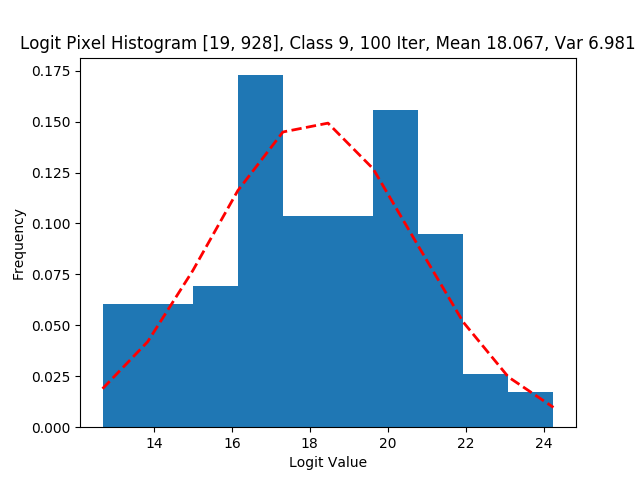 Logit Pixel Histogram [19, 928], Class 9, 100 Iter, Mean 18.067, Var 6.981
0.175
0.150
0.125
0.100
0.075
0.050
0.025
0.000
Frequency
14 16 18 20 22 24
Logit Value